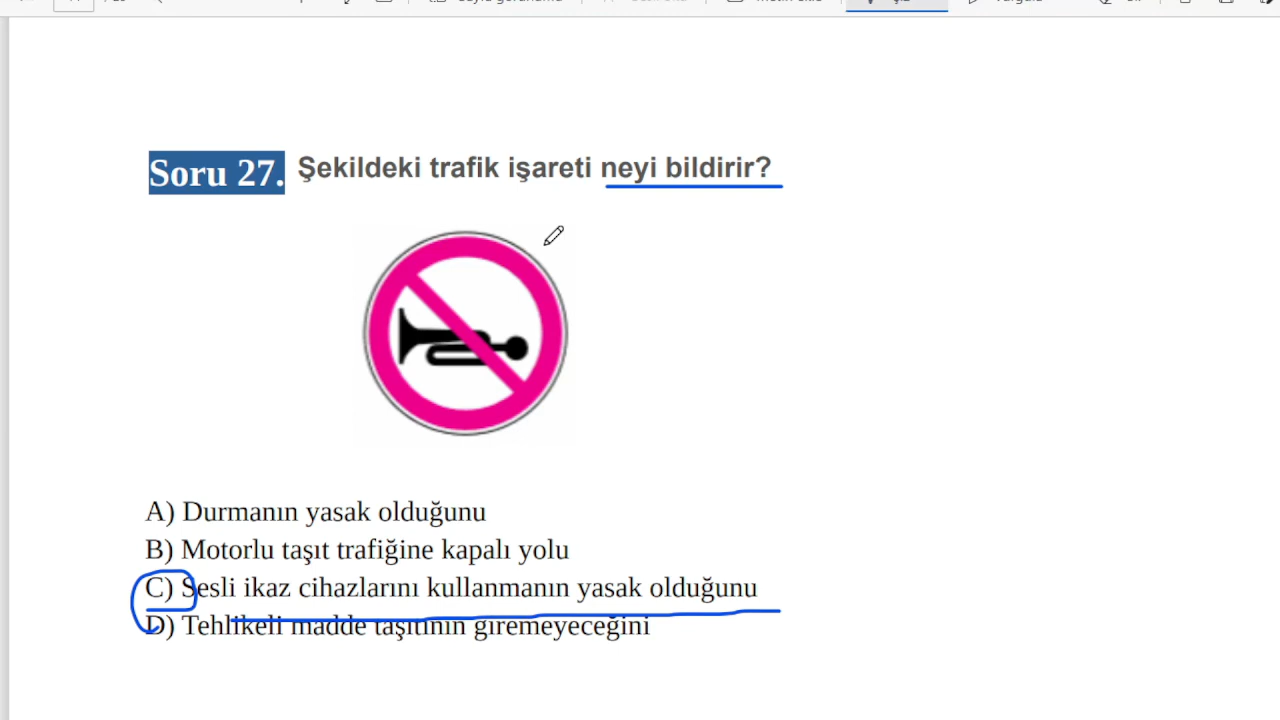 Soru 27. Şekildeki trafik işareti neyi bildirir?
A) Durmanın yasak olduğunu
B) Motorlu taşıt trafiğine kapalı yolu
C) Sesli ikaz cihazlarını kullanmanın yasak olduğunu
D) Tehlikeli madde taşıtının giremeyeceğini